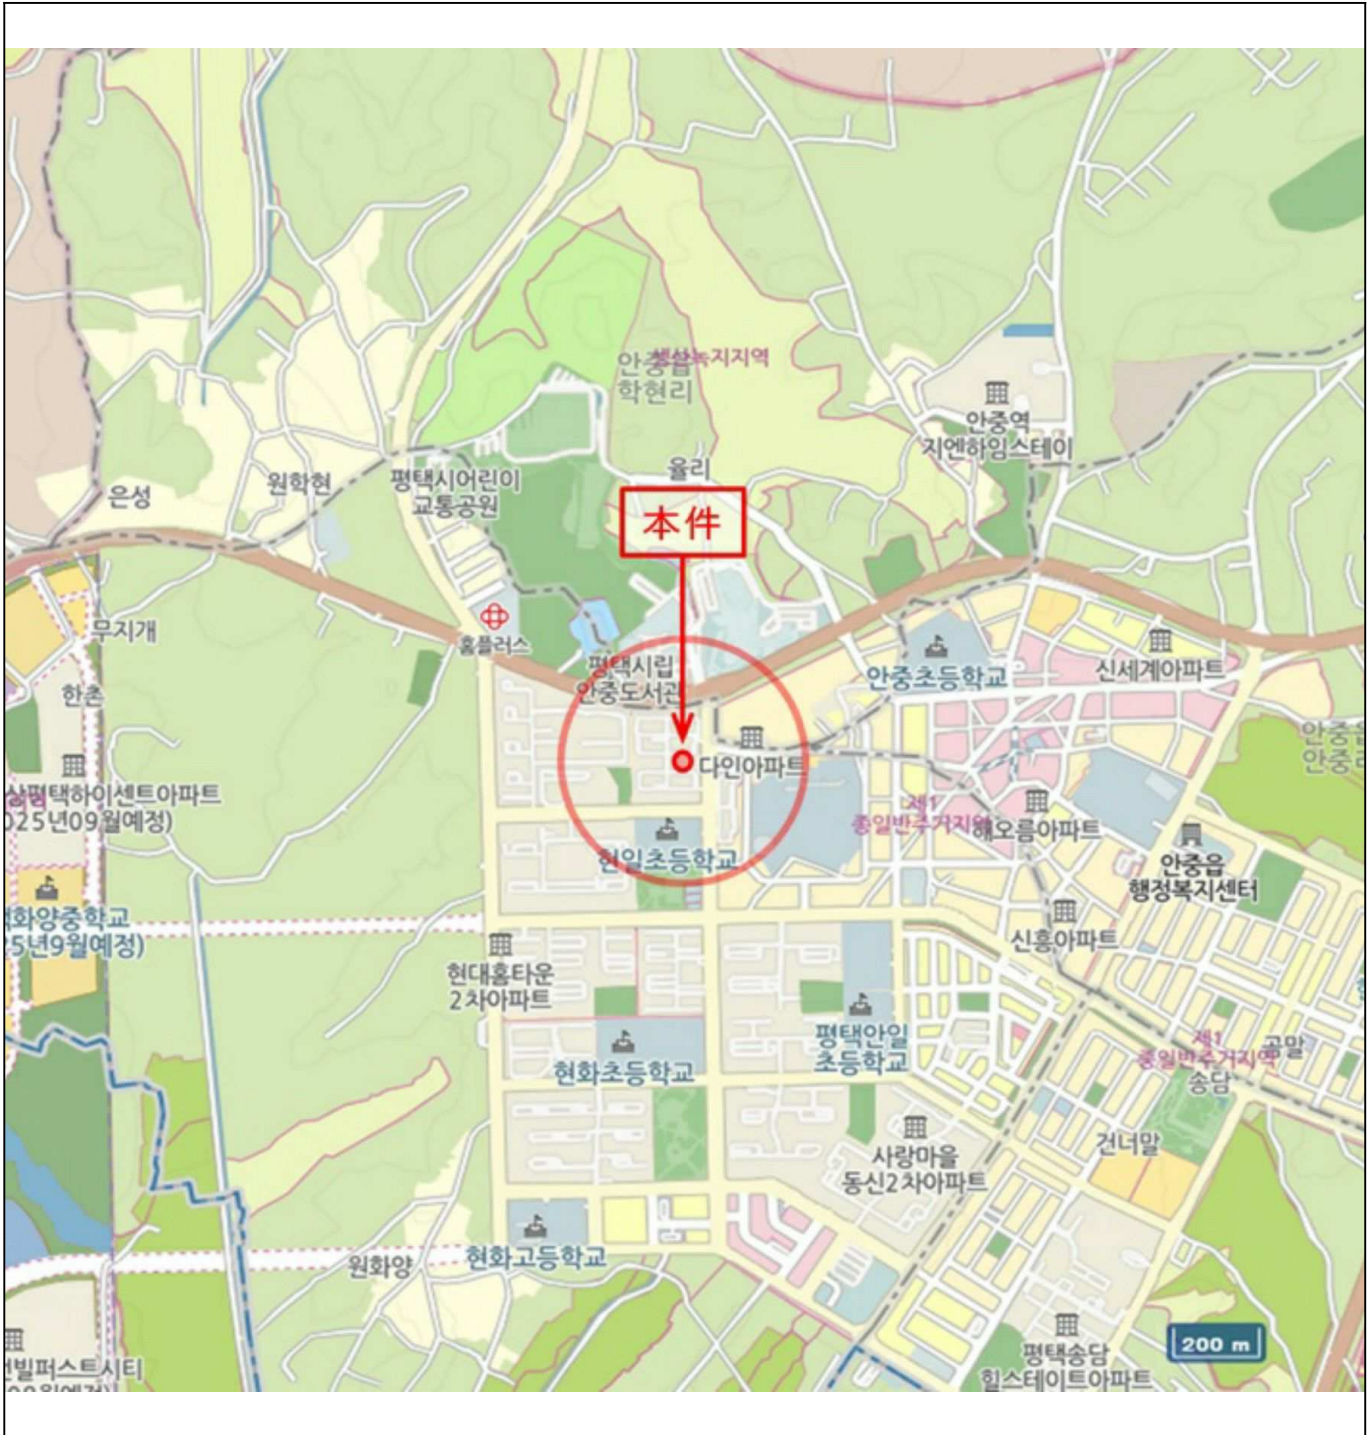 안중읍
학현리
생산녹지지역
안중역
지엔하임스테이
율리
평택시어린이
교통공원
원학현
은성
本件
무지개
홈플러스
평택시립
안중도서관
안중초등학교
신세계아파트
한촌
다인아파트
안중
평택하이센트아파트
025년09월예정)
제1
종일반주거지역
해오름아파트
현일초등학교
안중읍
행정복지센터
화양중학교
5년9월예정)
신흥아파트
현대홈타운
2차아파트
평택안일
초등학교
현화초등학교
제1
종일반주거지역
곰말
송담
건너말
사랑마을
동신2차아파트
현화고등학교
원화양
200 m
평택송담
힐스테이트아파트
빌퍼스트시티